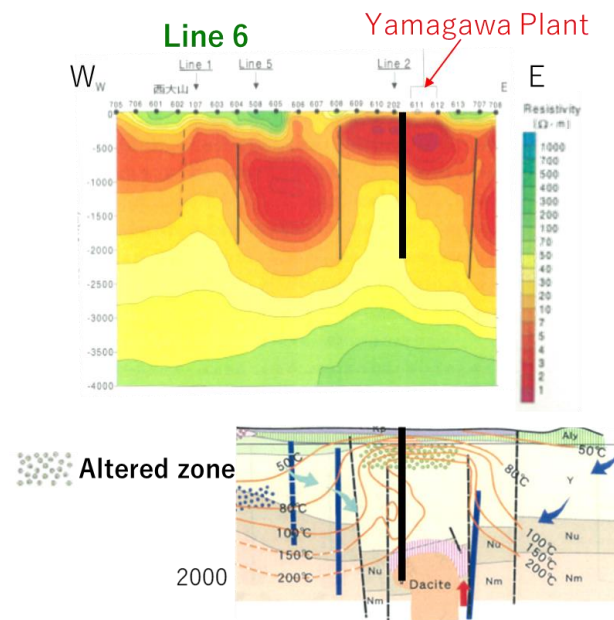 Line 6
Yamagawa Plant
W
E
W
Line 1
Line 5
Line 2
E
西大山
705 706 601 602 107 603 604 508 605 606 607 608 609 610 202 611 612 613 707 708
Resistivity
(Ω-m)
-500
-1000
-1500
-2000
-2500
-3000
-3500
-4000
1000
700
500
300
200
100
70
50
40
30
20
10
7
5
3
2
1
Kp
Aty
50℃
50℃
80℃
Y
Altered zone
80℃
100℃
150℃
200℃
100℃
150℃
200℃
Nu
Nu
Nu
Nm
Nm
Nm
2000
Dacite